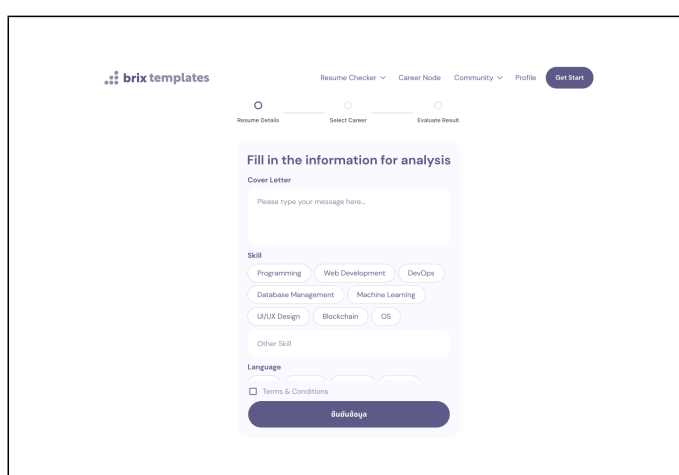 brix templates
Resume Checker Career Node Community Profile Get Start
Resume Details Select Career Evaluate Result
Fill in the information for analysis
Cover Letter
Please type your message here...
Skill
Programming Web Development DevOps
Database Management Machine Learning
UI/UX Design Blockchain OS
Other Skill
Language
Terms & Conditions
ยืนยันข้อมูล